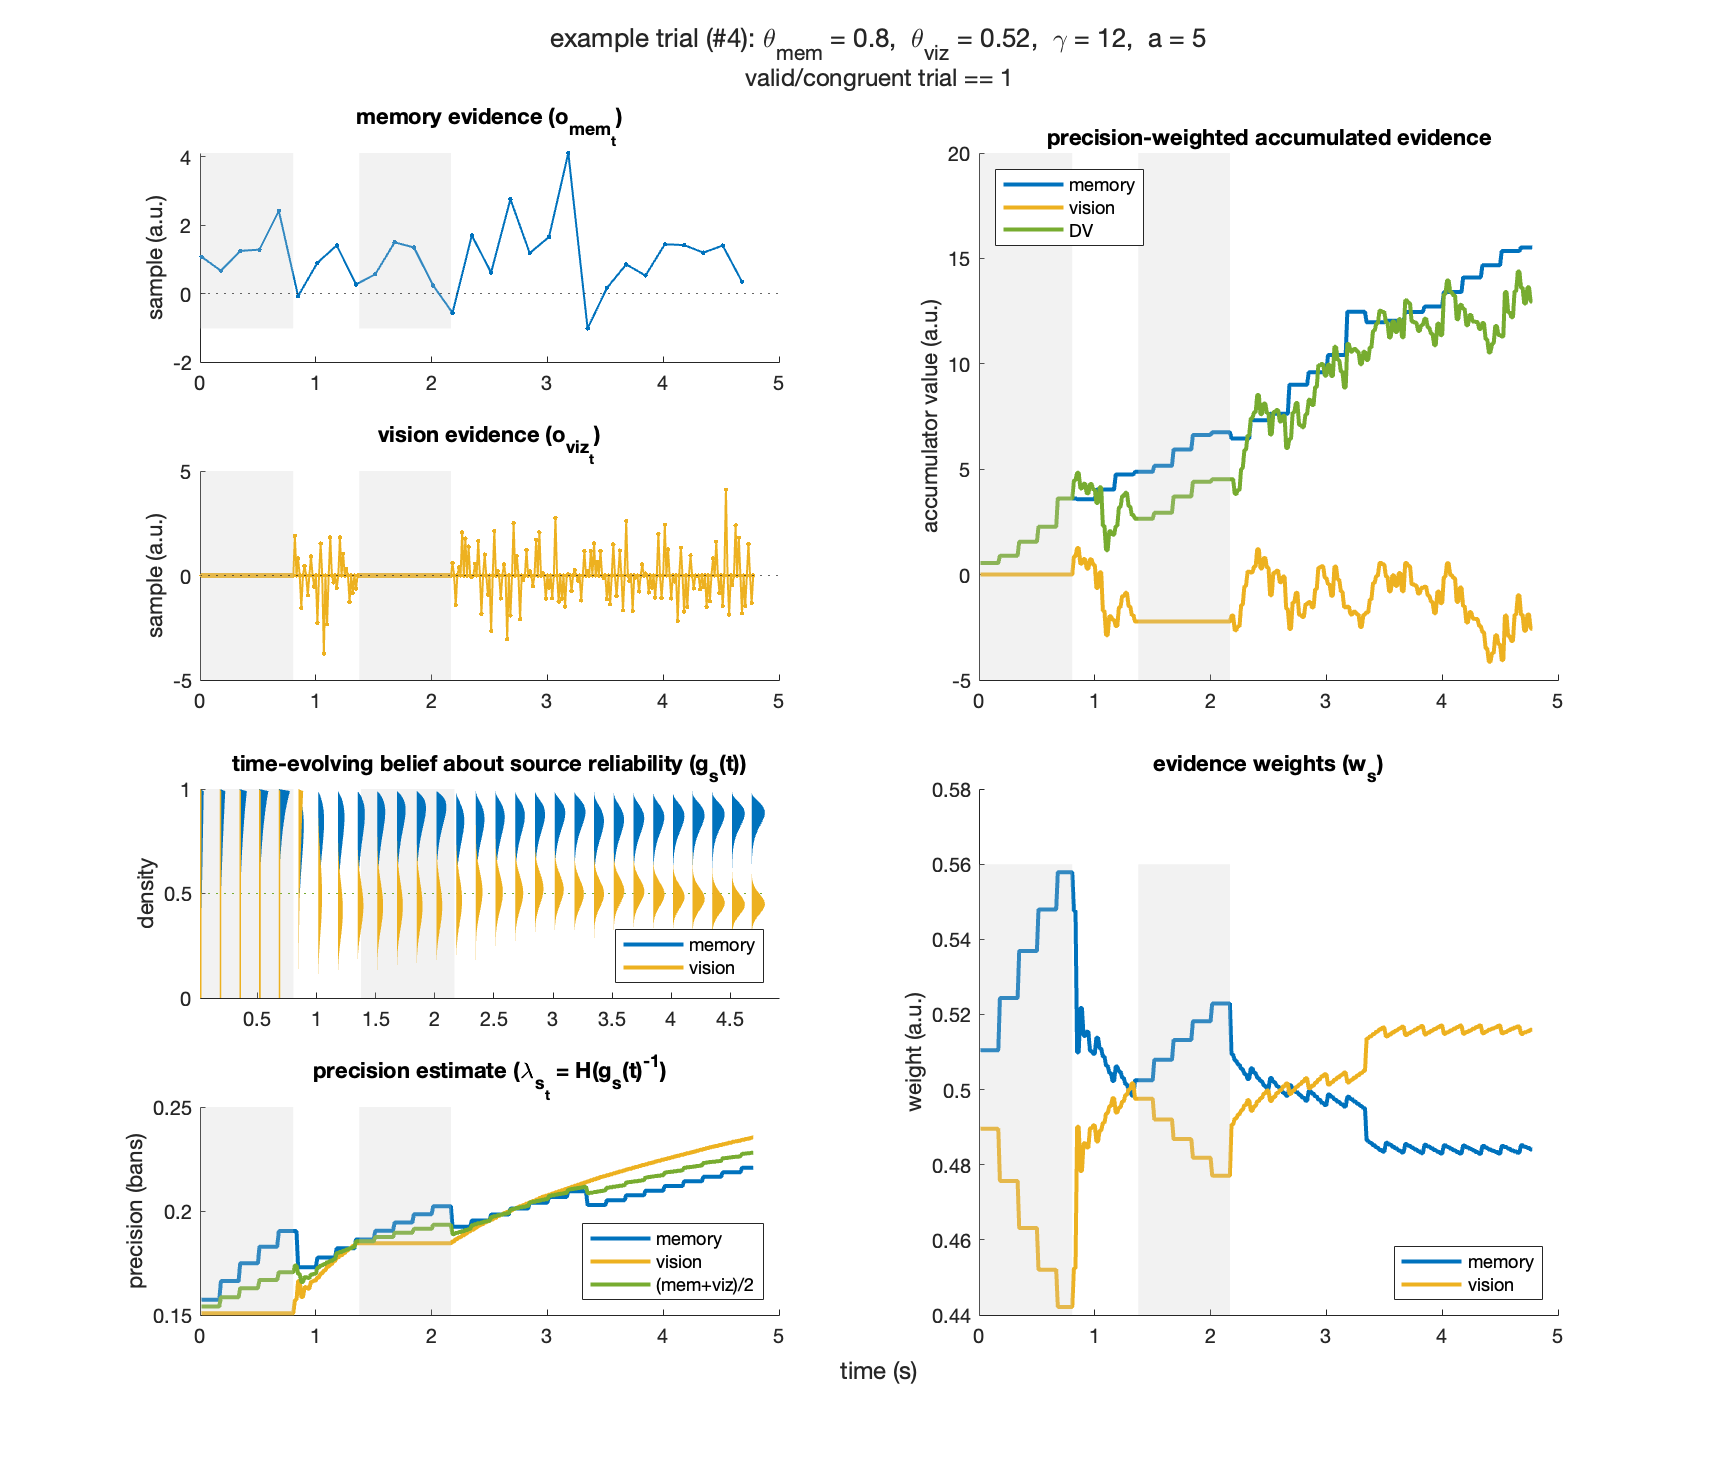 example trial (#4): θmem = 0.8, θviz = 0.52, γ = 12, a = 5
valid/congruent trial == 1
memory evidence (omemt)
sample (a.u.)
4
2
0
-2
0 1 2 3 4 5
vision evidence (ovizt)
sample (a.u.)
5
0
-5
0 1 2 3 4 5
time-evolving belief about source reliability (gs(t))
density
1
0.5
0
memory
vision
0.5 1 1.5 2 2.5 3 3.5 4 4.5
precision estimate (λst = H(gs(t)-1)
precision (bans)
0.25
0.2
0.15
memory
vision
(mem+viz)/2
0 1 2 3 4 5
precision-weighted accumulated evidence
accumulator value (a.u.)
20
15
10
5
0
-5
memory
vision
DV
0 1 2 3 4 5
evidence weights (ws)
weight (a.u.)
0.58
0.56
0.54
0.52
0.5
0.48
0.46
0.44
memory
vision
0 1 2 3 4 5
time (s)